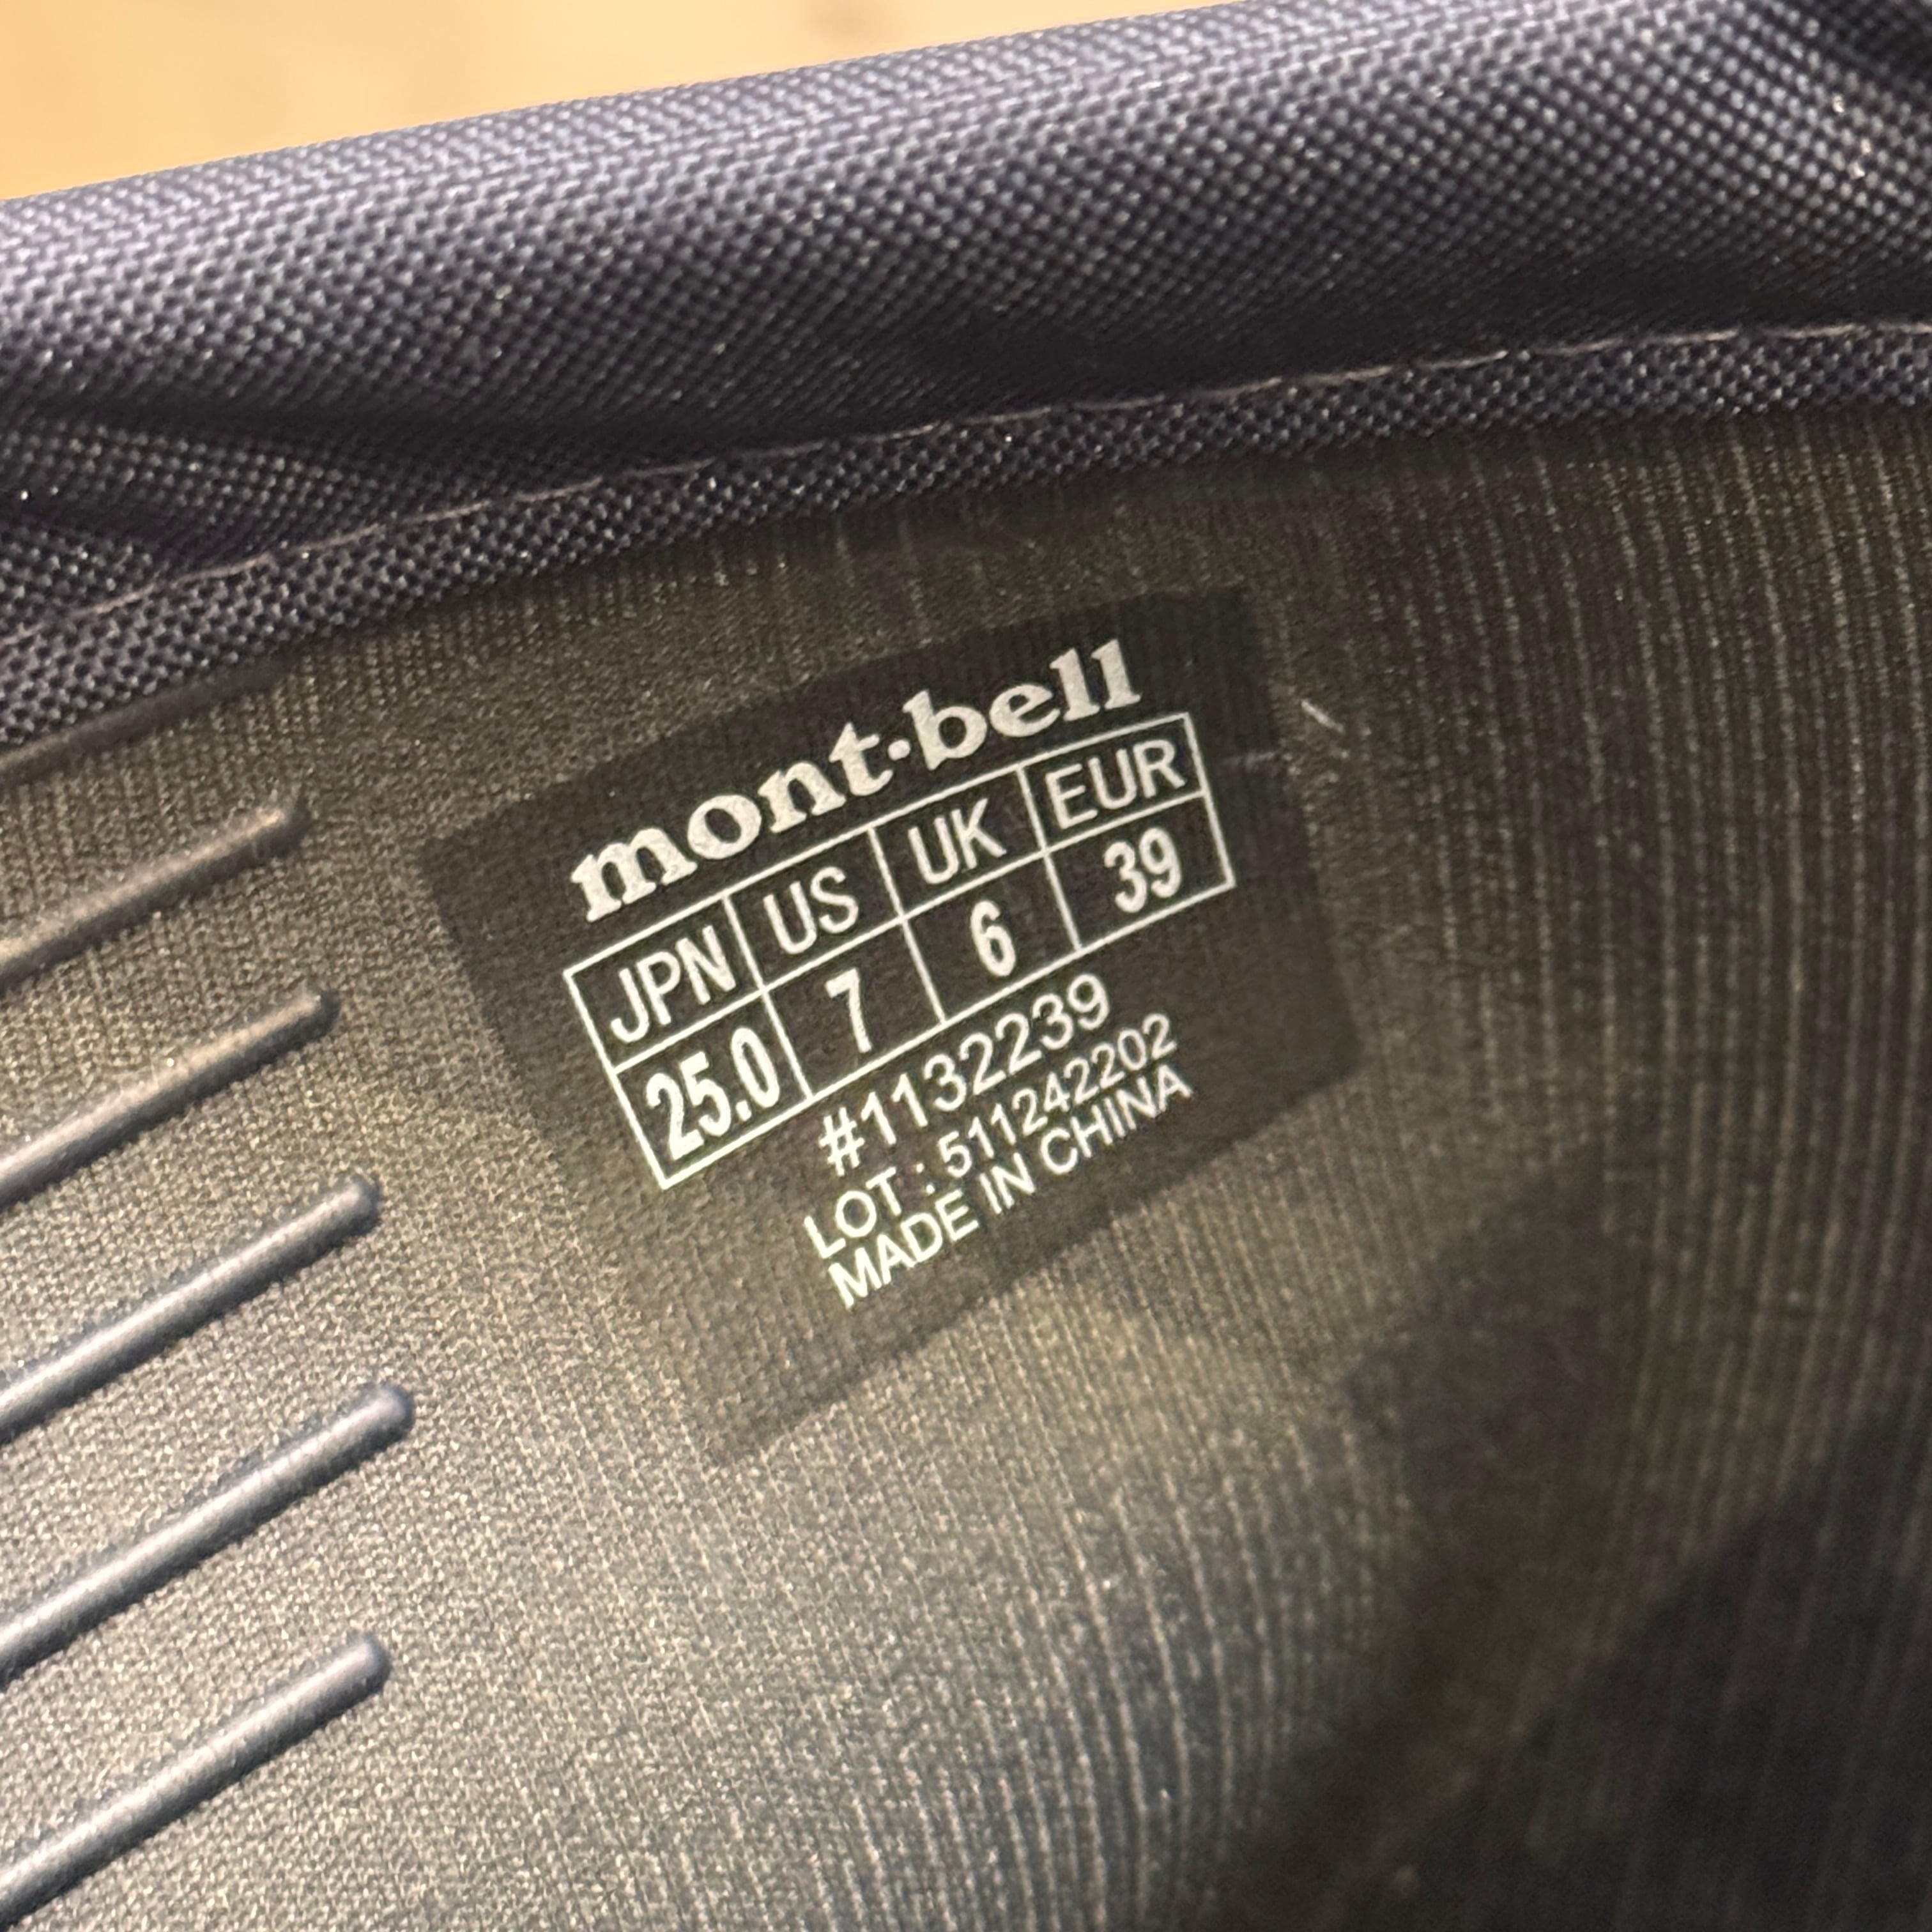 mont·bell
JPN US UK EUR
25.0 7 6 39
#1132239
LOT : 511242202
MADE IN CHINA